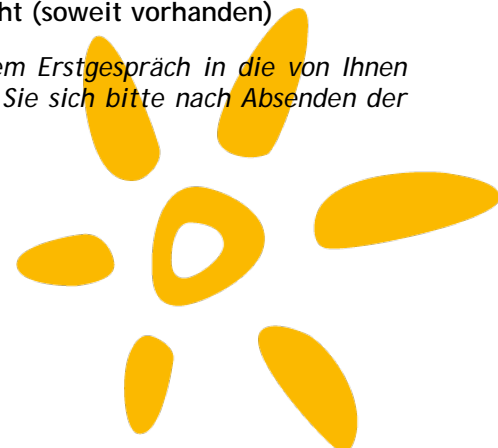 ht (soweit vorhanden)
em Erstgespräch in die von Ihnen
Sie sich bitte nach Absenden der